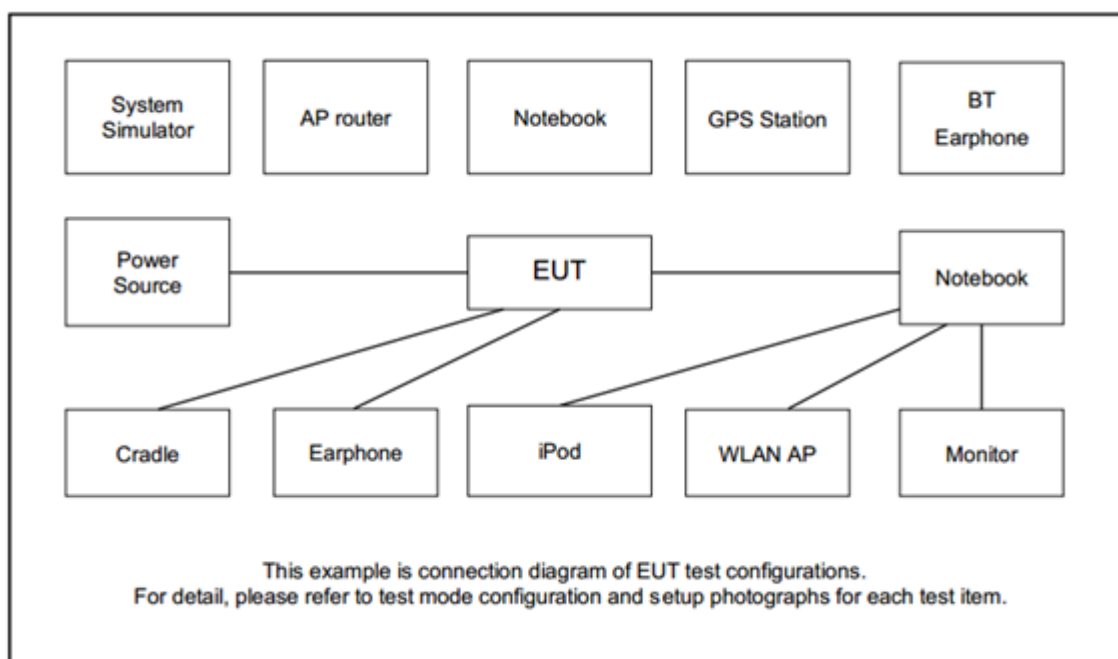 System
Simulator
AP router
Notebook
GPS Station
BT
Earphone
Power
Source
EUT
Notebook
Cradle
Earphone
iPod
WLAN AP
Monitor
This example is connection diagram of EUT test configurations.
For detail, please refer to test mode configuration and setup photographs for each test item.